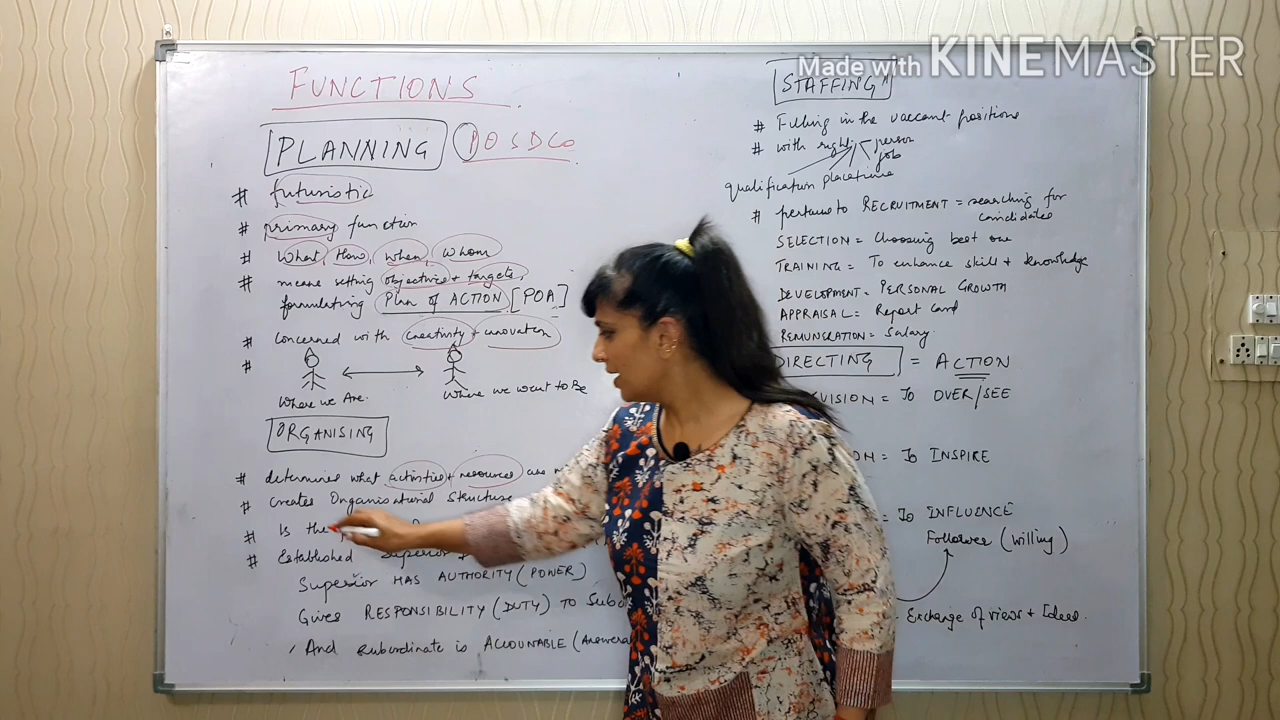 Made with KINEMASTER
FUNCTIONS
PLANNING POSDCo
# futuristic
# primary function
# What, How, when, whom
# means setting objectives + targets,
formulating Plan of ACTION [POA]
# Concerned with Creativity + innovation
#
Where we Are.
Where we want to Be
ORGANISING
# determines what activities + resources are
# Creates Organisational Structure
# Is the
# Established Superior
Superior HAS AUTHORITY (POWER)
Gives RESPONSIBILITY (DUTY) TO
And subordinate is ACCOUNTABLE
STAFFING
# Filling in the vaccant positions
# with right person
job
qualification placetime
# pertains to RECRUITMENT = searching for
candidates
SELECTION = Choosing best one
TRAINING = To enhance skill + knowledge
DEVELOPMENT = PERSONAL GROWTH
APPRAISAL = Report Card
REMUNERATION = Salary.
DIRECTING = ACTION
= To OVER/SEE
= To INSPIRE
= To INFLUENCE
Follower (willing)
Exchange of views + Ideas.